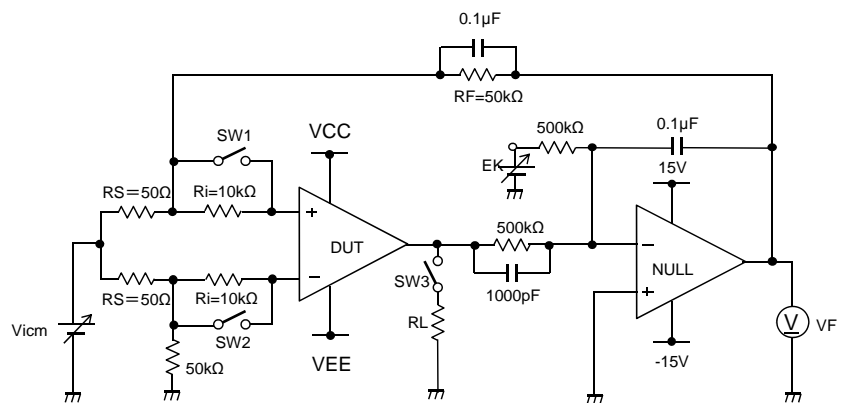 0.1μF
RF=50kΩ
SW1
VCC
500kΩ
0.1μF
EK
15V
RS=50Ω
Ri=10kΩ
+
DUT
−
500kΩ
−
NULL
+
RS=50Ω
Ri=10kΩ
SW3
1000pF
V
VF
Vicm
SW2
RL
50kΩ
VEE
-15V